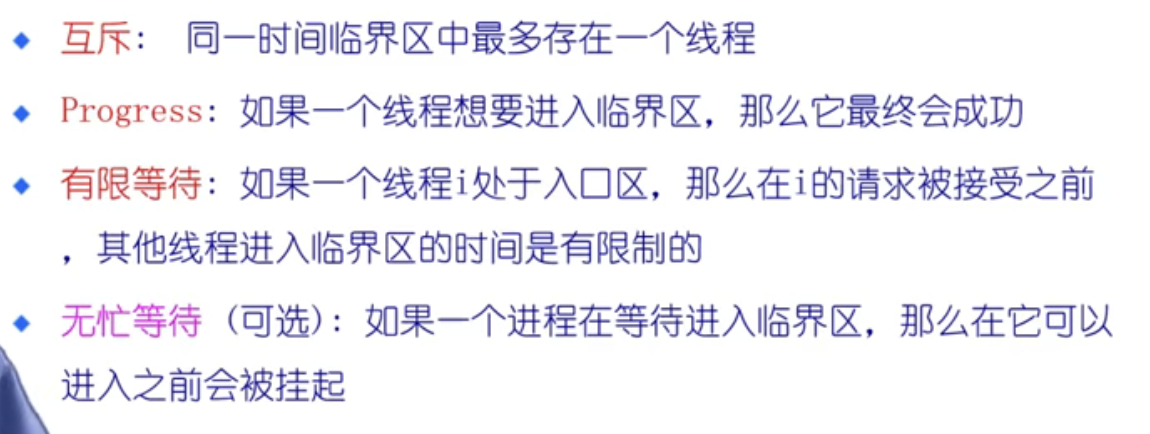 互斥: 同一时间临界区中最多存在一个线程
Progress: 如果一个线程想要进入临界区，那么它最终会成功
有限等待: 如果一个线程i处于入口区，那么在i的请求被接受之前
，其他线程进入临界区的时间是有限制的
无忙等待 (可选): 如果一个进程在等待进入临界区，那么在它可以
进入之前会被挂起